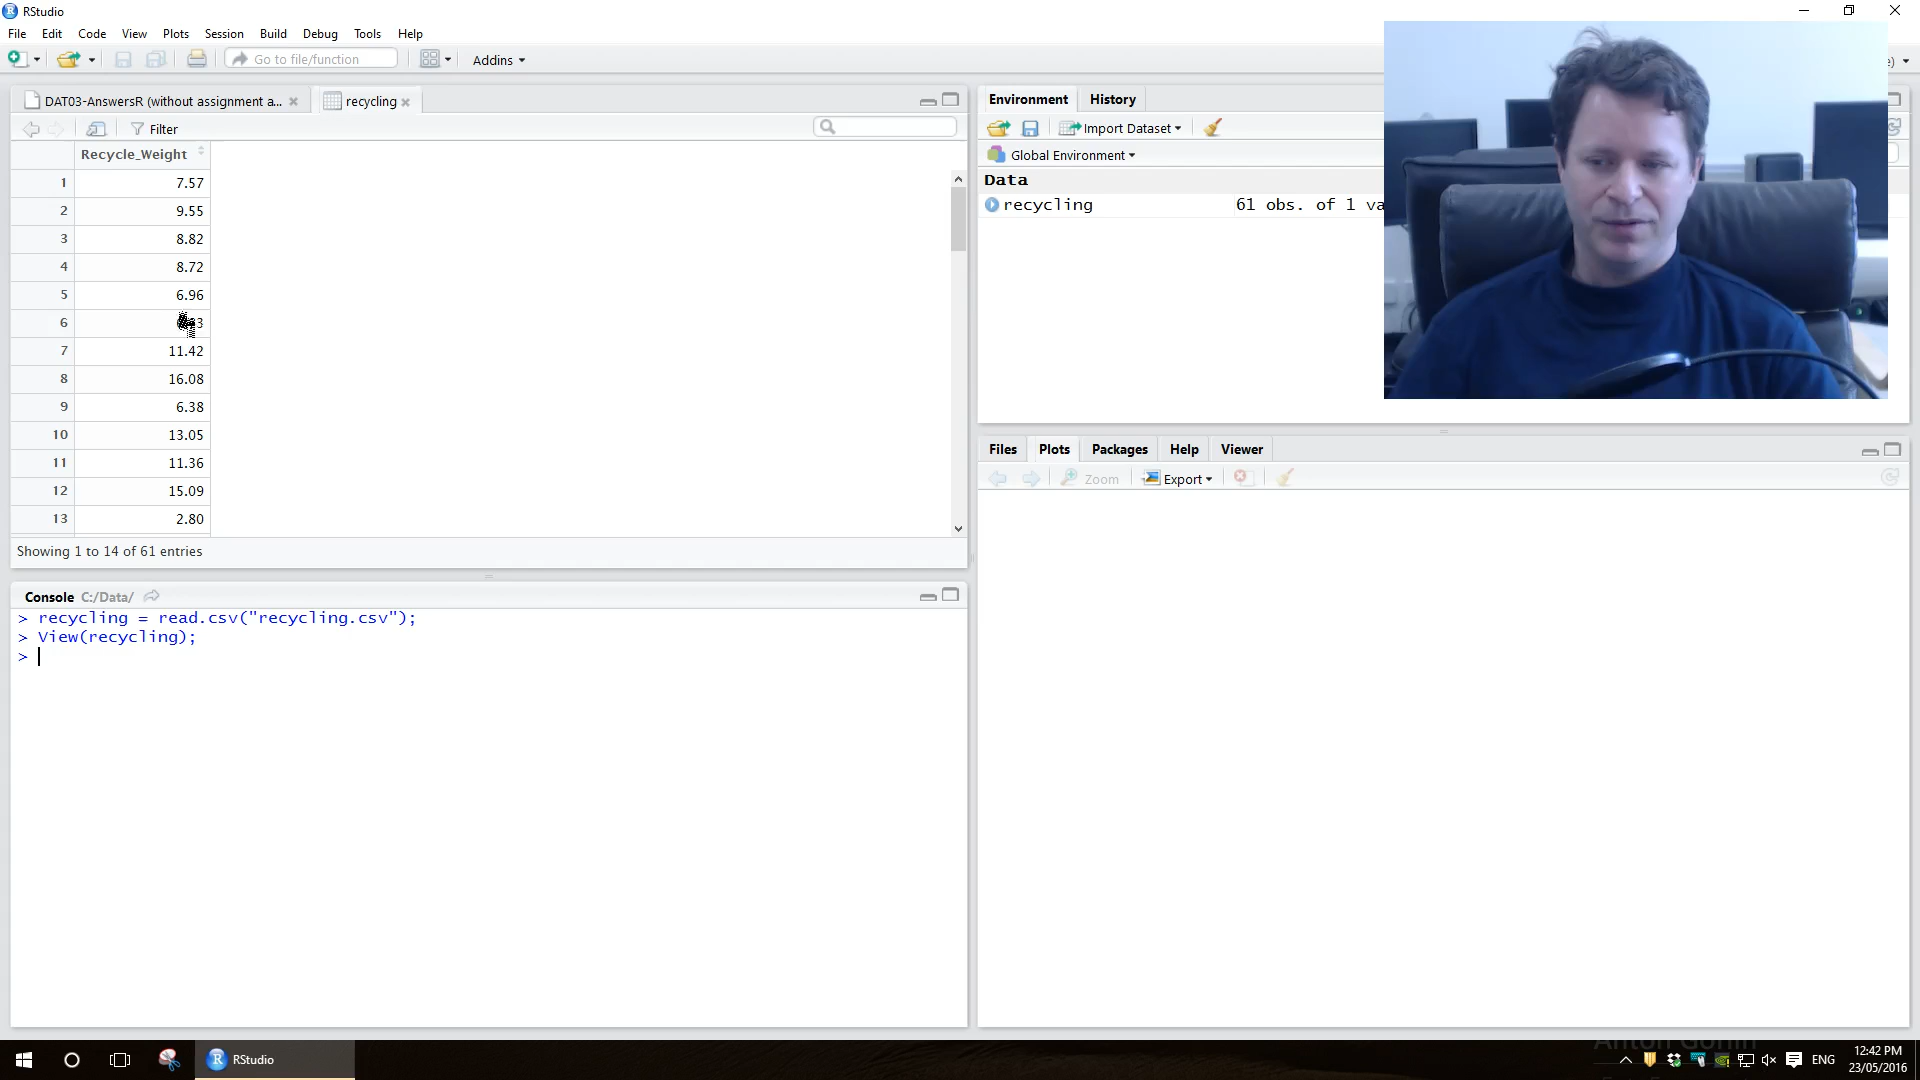 RStudio
File Edit Code View Plots Session Build Debug Tools Help
Go to file/function Addins
DAT03-AnswersR (without assignment a... recycling
Filter
Recycle_Weight
1 7.57
2 9.55
3 8.82
4 8.72
5 6.96
6
7 11.42
8 16.08
9 6.38
10 13.05
11 11.36
12 15.09
13 2.80
Showing 1 to 14 of 61 entries
Console C:/Data/
> recycling = read.csv("recycling.csv");
> View(recycling);
>
Environment History
Import Dataset
Global Environment
Data
recycling 61 obs. of 1 va
Files Plots Packages Help Viewer
Zoom Export
RStudio
ENG
12:42 PM
23/05/2016